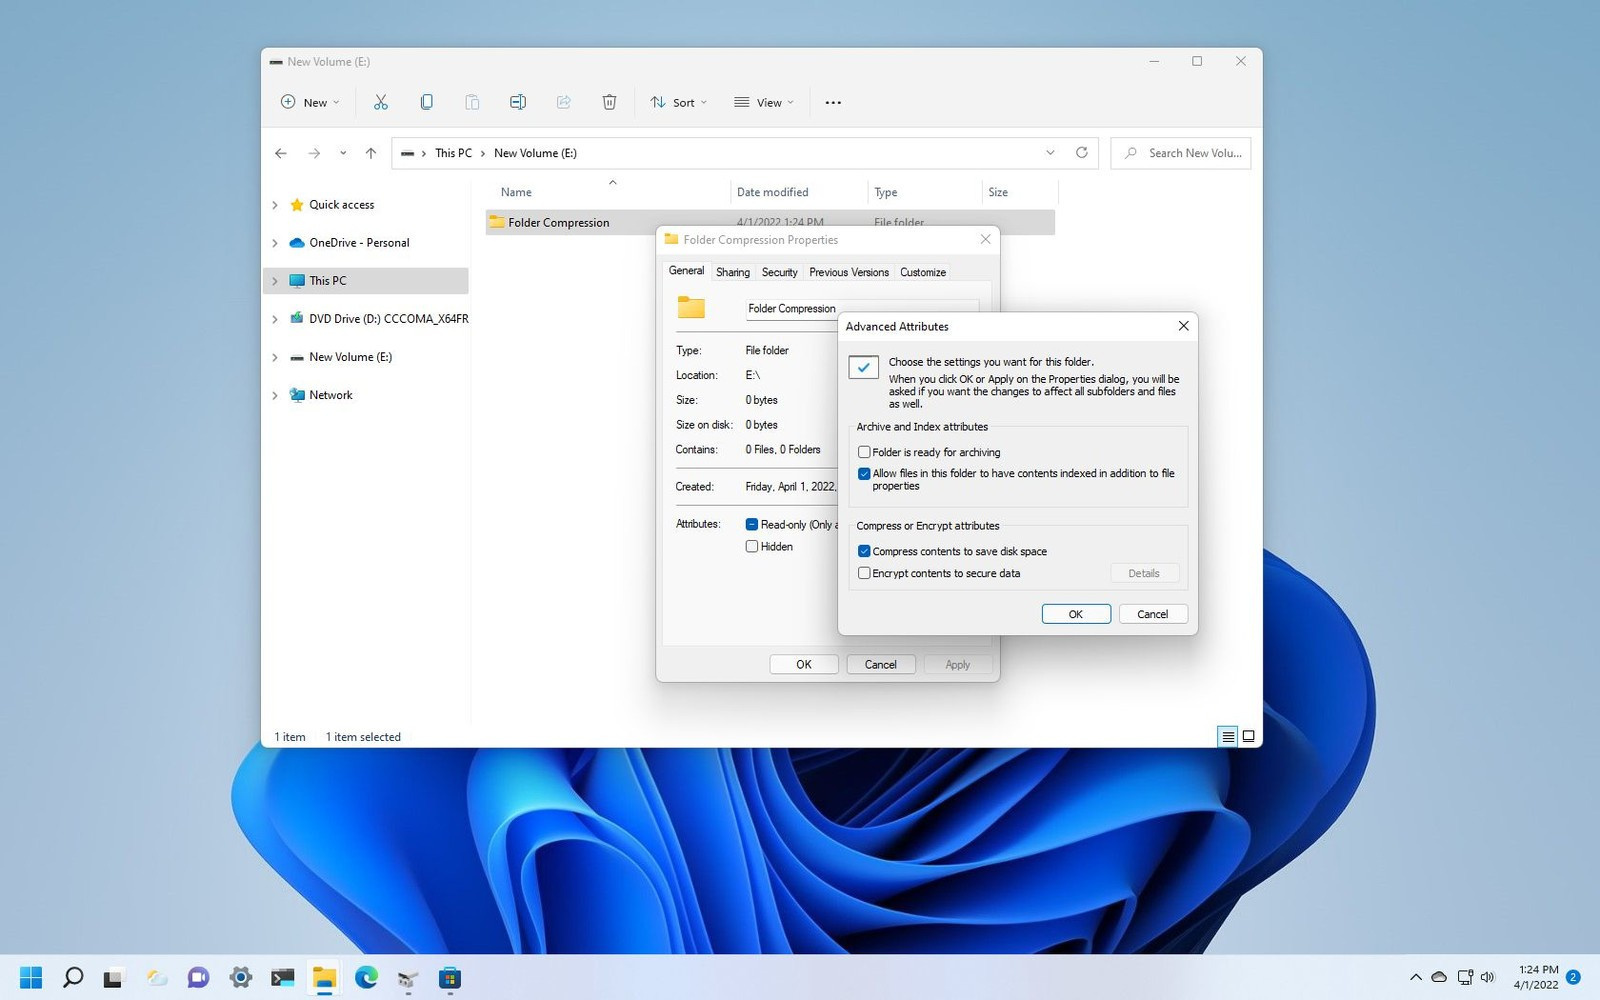 New Volume (E:)
New
Sort
View
This PC
New Volume (E:)
Search New Volu...
Name
Date modified
Type
Size
Quick access
OneDrive - Personal
This PC
DVD Drive (D:) CCCOMA_X64FR
New Volume (E:)
Network
Folder Compression
4/1/2022 1:24 PM
File folder
Folder Compression Properties
General
Sharing
Security
Previous Versions
Customize
Folder Compression
Type:
File folder
Location:
E:\
Size:
0 bytes
Size on disk:
0 bytes
Contains:
0 Files, 0 Folders
Created:
Friday, April 1, 2022,
Attributes:
Read-only (Only
Hidden
OK
Cancel
Apply
Advanced Attributes
Choose the settings you want for this folder.
When you click OK or Apply on the Properties dialog, you will be
asked if you want the changes to affect all subfolders and files
as well.
Archive and Index attributes
Folder is ready for archiving
Allow files in this folder to have contents indexed in addition to file
properties
Compress or Encrypt attributes
Compress contents to save disk space
Encrypt contents to secure data
Details
OK
Cancel
1 item
1 item selected
1:24 PM
4/1/2022
2